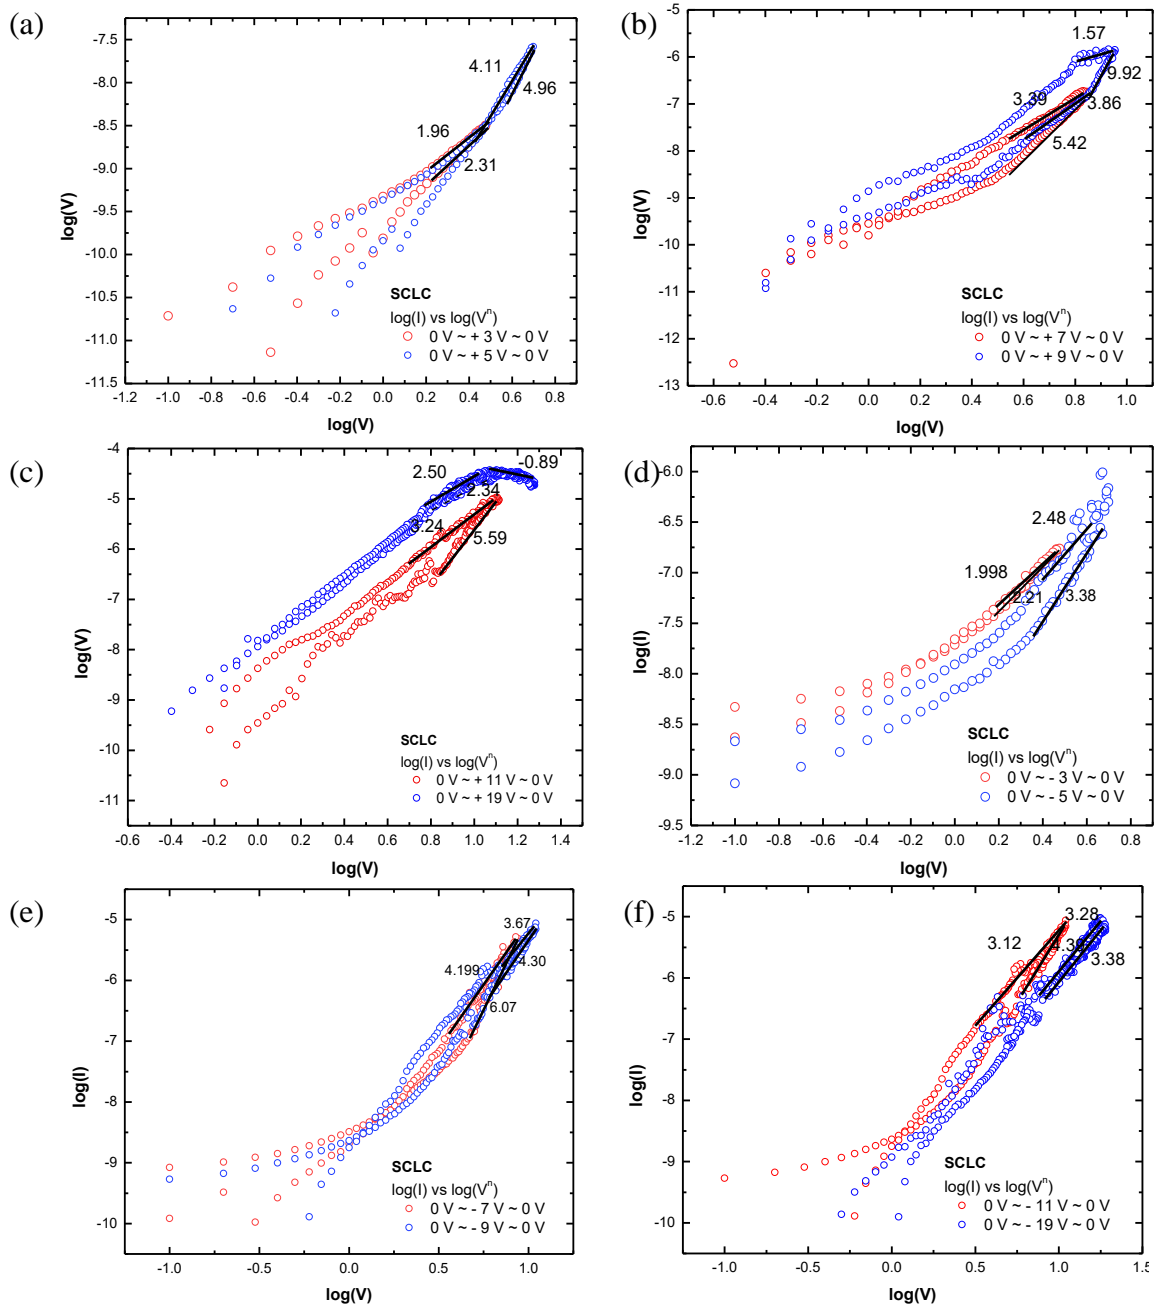 (a)
-7.5
-8.0
-8.5
-9.0
-9.5
-10.0
-10.5
-11.0
-11.5
log(V)
4.11
4.96
1.96
2.31
SCLC
log(I) vs log(Vⁿ)
0 V ~ + 3 V ~ 0 V
0 V ~ + 5 V ~ 0 V
-1.2 -1.0 -0.8 -0.6 -0.4 -0.2 0.0 0.2 0.4 0.6 0.8
log(V)
(b)
-5
-6
-7
-8
-9
-10
-11
-12
-13
log(V)
1.57
9.92
3.39
3.86
5.42
SCLC
log(I) vs log(Vⁿ)
0 V ~ + 7 V ~ 0 V
0 V ~ + 9 V ~ 0 V
-0.6 -0.4 -0.2 0.0 0.2 0.4 0.6 0.8 1.0
log(V)
(c)
-4
-5
-6
-7
-8
-9
-10
-11
log(V)
-0.89
2.50
2.34
3.24
5.59
SCLC
log(I) vs log(Vⁿ)
0 V ~ + 11 V ~ 0 V
0 V ~ + 19 V ~ 0 V
-0.6 -0.4 -0.2 0.0 0.2 0.4 0.6 0.8 1.0 1.2 1.4
log(V)
(d)
-6.0
-6.5
-7.0
-7.5
-8.0
-8.5
-9.0
-9.5
log(I)
2.48
1.998
2.21
3.38
SCLC
log(I) vs log(Vⁿ)
0 V ~ - 3 V ~ 0 V
0 V ~ - 5 V ~ 0 V
-1.2 -1.0 -0.8 -0.6 -0.4 -0.2 0.0 0.2 0.4 0.6 0.8
log(V)
(e)
-5
-6
-7
-8
-9
-10
log(I)
3.67
4.199
4.30
6.07
SCLC
log(I) vs log(Vⁿ)
0 V ~ - 7 V ~ 0 V
0 V ~ - 9 V ~ 0 V
-1.0 -0.5 0.0 0.5 1.0
log(V)
(f)
-5
-6
-7
-8
-9
-10
log(I)
3.28
3.12
3.38
SCLC
log(I) vs log(Vⁿ)
0 V ~ - 11 V ~ 0 V
0 V ~ - 19 V ~ 0 V
-1.0 -0.5 0.0 0.5 1.0 1.5
log(V)